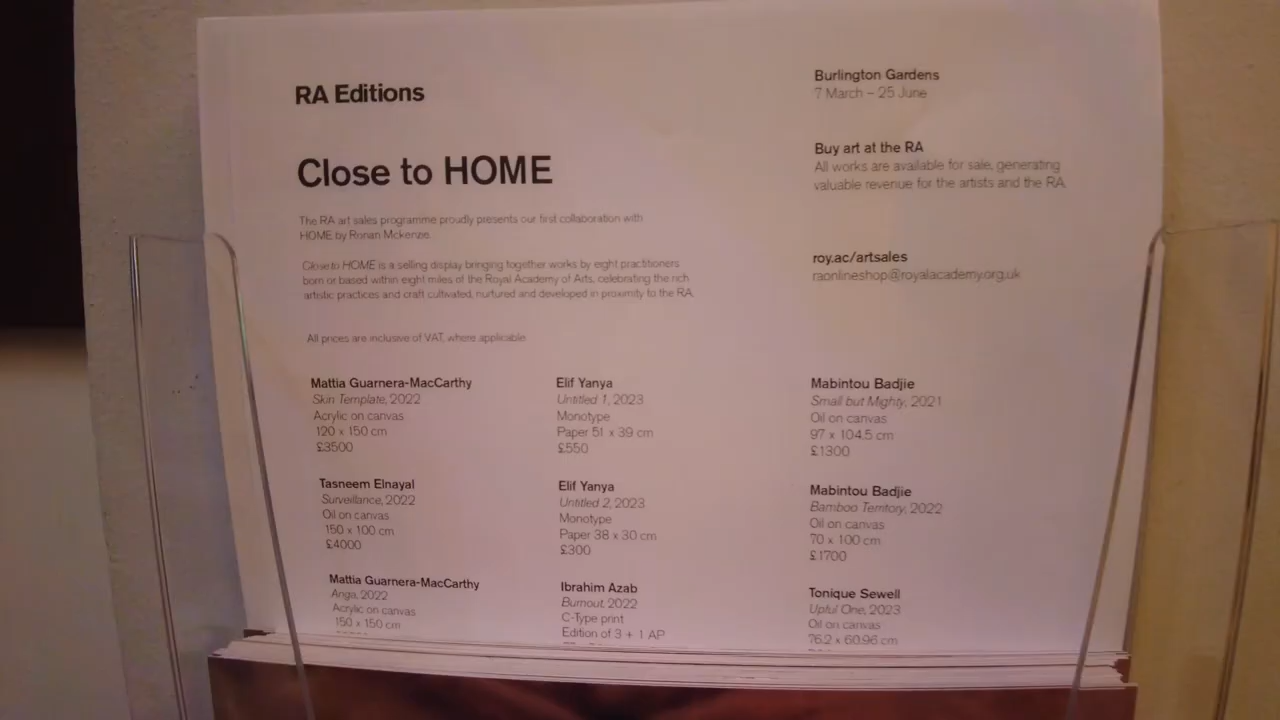 RA Editions
Close to HOME
The RA art sales programme proudly presents our first collaboration with
HOME by Ronan Mckenzie.
Close to HOME is a selling display bringing together works by eight practitioners
born or based within eight miles of the Royal Academy of Arts, celebrating the rich
artistic practices and craft cultivated, nurtured and developed in proximity to the RA.
All prices are inclusive of VAT, where applicable
Burlington Gardens
7 March – 25 June
Buy art at the RA
All works are available for sale, generating
valuable revenue for the artists and the RA.
roy.ac/artsales
raonlineshop@royalacademy.org.uk
Mattia Guarnera-MacCarthy
Skin Template, 2022
Acrylic on canvas
120 x 150 cm
£3500
Tasneem Elnayal
Surveillance, 2022
Oil on canvas
150 x 100 cm
£4000
Mattia Guarnera-MacCarthy
Anga, 2022
Acrylic on canvas
150 x 150 cm
Elif Yanya
Untitled 1, 2023
Monotype
Paper 51 x 39 cm
£550
Elif Yanya
Untitled 2, 2023
Monotype
Paper 38 x 30 cm
£300
Ibrahim Azab
Burnout, 2022
C-Type print
Edition of 3 + 1 AP
Mabintou Badjie
Small but Mighty, 2021
Oil on canvas
97 x 104.5 cm
£1300
Mabintou Badjie
Bamboo Territory, 2022
Oil on canvas
70 x 100 cm
£1700
Tonique Sewell
Upful One, 2023
Oil on canvas
76.2 x 60.96 cm